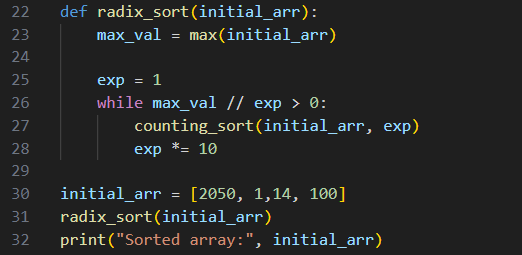 22 def radix_sort(initial_arr):
23     max_val = max(initial_arr)
24
25     exp = 1
26     while max_val // exp > 0:
27         counting_sort(initial_arr, exp)
28         exp *= 10
29
30 initial_arr = [2050, 1,14, 100]
31 radix_sort(initial_arr)
32 print("Sorted array:", initial_arr)